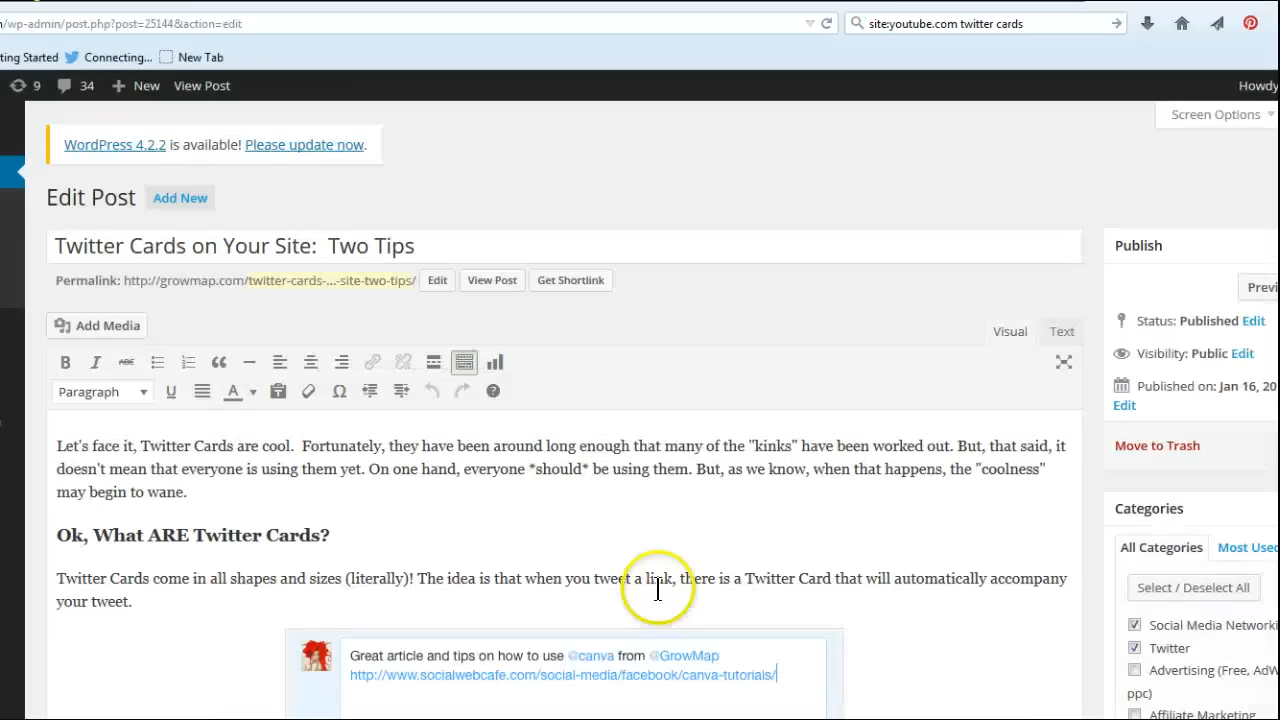 /wp-admin/post.php?post=25144&action=edit
site:youtube.com twitter cards
ting Started Connecting... New Tab
9 34 New View Post
Howdy
Screen Options
WordPress 4.2.2 is available! Please update now.
Edit Post Add New
Twitter Cards on Your Site:  Two Tips
Permalink: http://growmap.com/twitter-cards-...-site-two-tips/ Edit View Post Get Shortlink
Add Media
Visual Text
B I ABC
Paragraph U A Ω
Let's face it, Twitter Cards are cool.  Fortunately, they have been around long enough that many of the "kinks" have been worked out. But, that said, it
doesn't mean that everyone is using them yet. On one hand, everyone *should* be using them. But, as we know, when that happens, the "coolness"
may begin to wane.
Ok, What ARE Twitter Cards?
Twitter Cards come in all shapes and sizes (literally)! The idea is that when you tweet a link, there is a Twitter Card that will automatically accompany
your tweet.
Great article and tips on how to use @canva from @GrowMap
http://www.socialwebcafe.com/social-media/facebook/canva-tutorials/
Publish
Previ
Status: Published Edit
Visibility: Public Edit
Published on: Jan 16, 20
Edit
Move to Trash
Categories
All Categories Most Used
Select / Deselect All
Social Media Networki
Twitter
Advertising (Free, AdW
ppc)
Affiliate Marketing